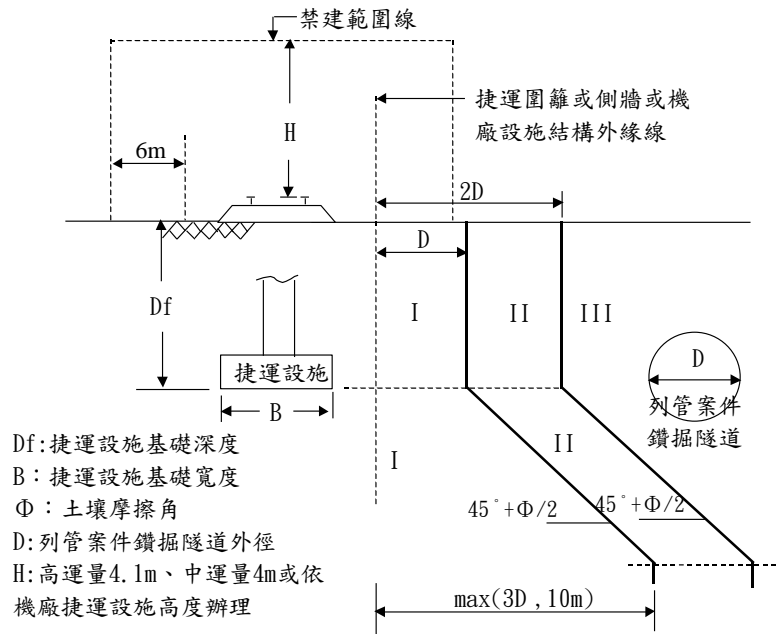 禁建範圍線
捷運圍籬或側牆或機
廠設施結構外緣線
H
6m
2D
D
Df
I
II
III
D
捷運設施
列管案件
鑽掘隧道
B
Df:捷運設施基礎深度
I
II
B：捷運設施基礎寬度
Φ：土壤摩擦角
45°+Φ/2
45°+Φ/2
D:列管案件鑽掘隧道外徑
H:高運量4.1m、中運量4m或依
機廠捷運設施高度辦理
max(3D,10m)